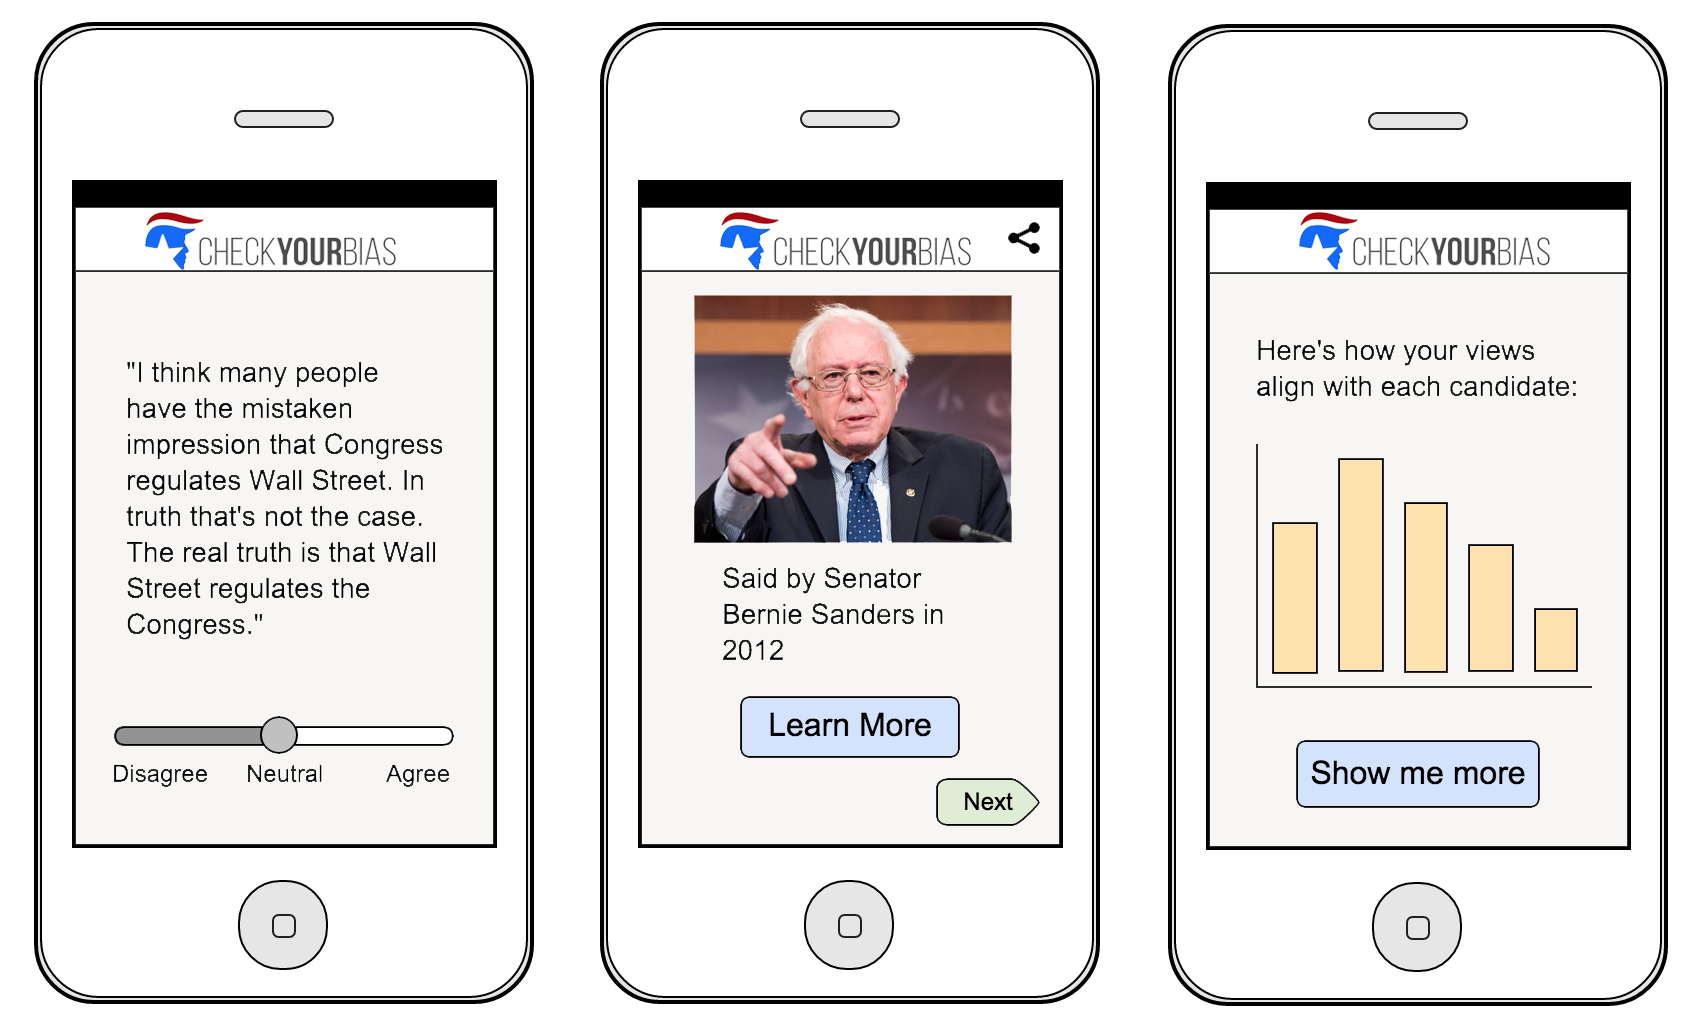 CHECKYOURBIAS
"I think many people
have the mistaken
impression that Congress
regulates Wall Street. In
truth that's not the case.
The real truth is that Wall
Street regulates the
Congress."
Disagree Neutral Agree
CHECKYOURBIAS
Said by Senator
Bernie Sanders in
2012
Learn More
Next
CHECKYOURBIAS
Here's how your views
align with each candidate:
Show me more